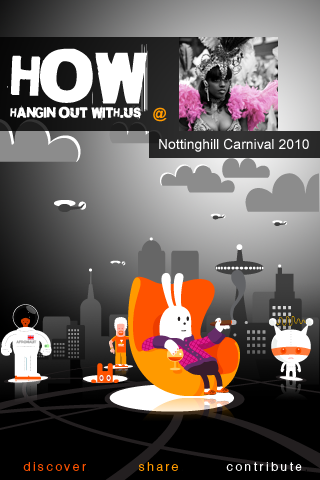 HOW
HANGIN OUT WITH.US @
Nottinghill Carnival 2010
discover share contribute